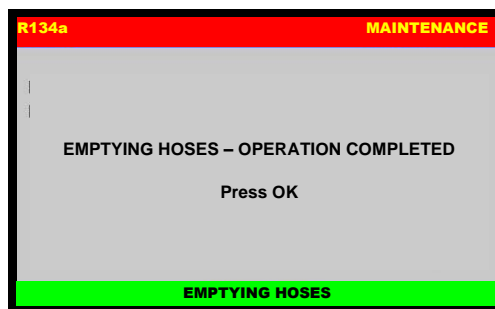 R134a MAINTENANCE
EMPTYING HOSES – OPERATION COMPLETED
Press OK
EMPTYING HOSES